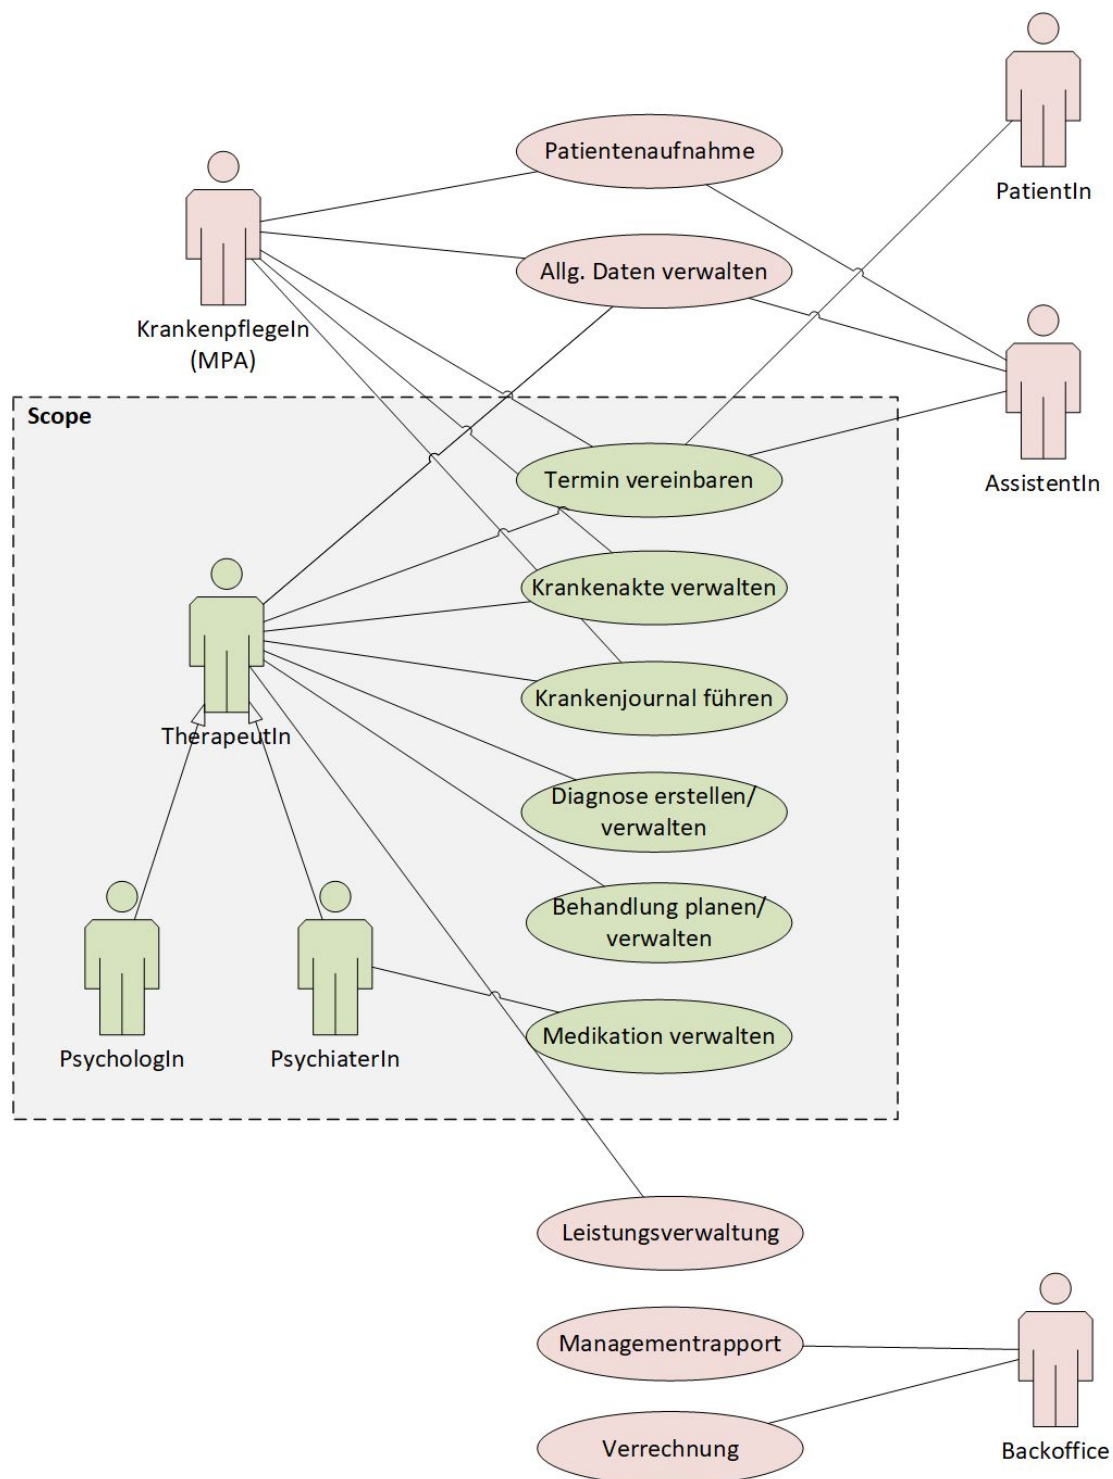 PatientIn
Patientenaufnahme
Allg. Daten verwalten
KrankenpflegeIn
(MPA)
AssistentIn
Scope
Termin vereinbaren
Krankenakte verwalten
Krankenjournal führen
TherapeutIn
Diagnose erstellen/
verwalten
Behandlung planen/
verwalten
Medikation verwalten
PsychologIn
PsychiaterIn
Leistungsverwaltung
Managementrapport
Verrechnung
Backoffice